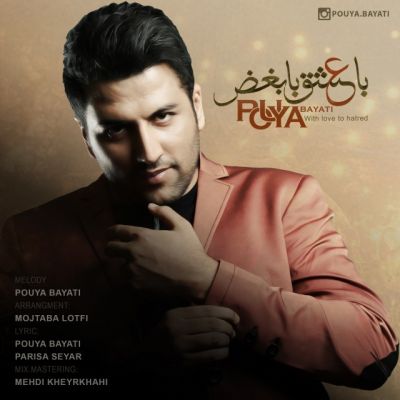 POUYA.BAYATI
با عشق با بغض
POUYA
BAYATI
With love to hatred
MELODY
POUYA BAYATI
ARRANGMENT:
MOJTABA LOTFI
LYRIC:
POUYA BAYATI
PARISA SEYAR
MIX MASTERING:
MEHDI KHEYRKHAHI